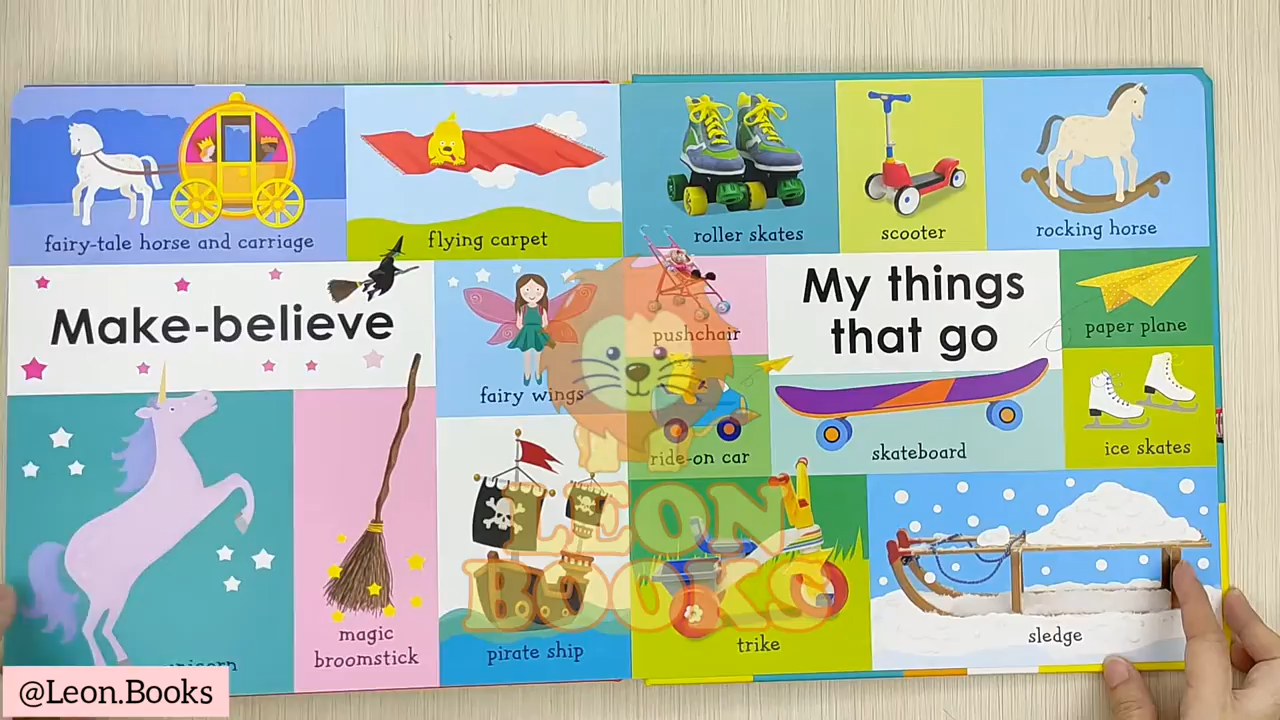 fairy-tale horse and carriage
flying carpet
Make-believe
fairy wings
unicorn
magic
broomstick
pirate ship
roller skates
scooter
rocking horse
pushchair
My things
that go
paper plane
ride-on car
skateboard
ice skates
trike
sledge
LEON
BOOKS
@Leon.Books